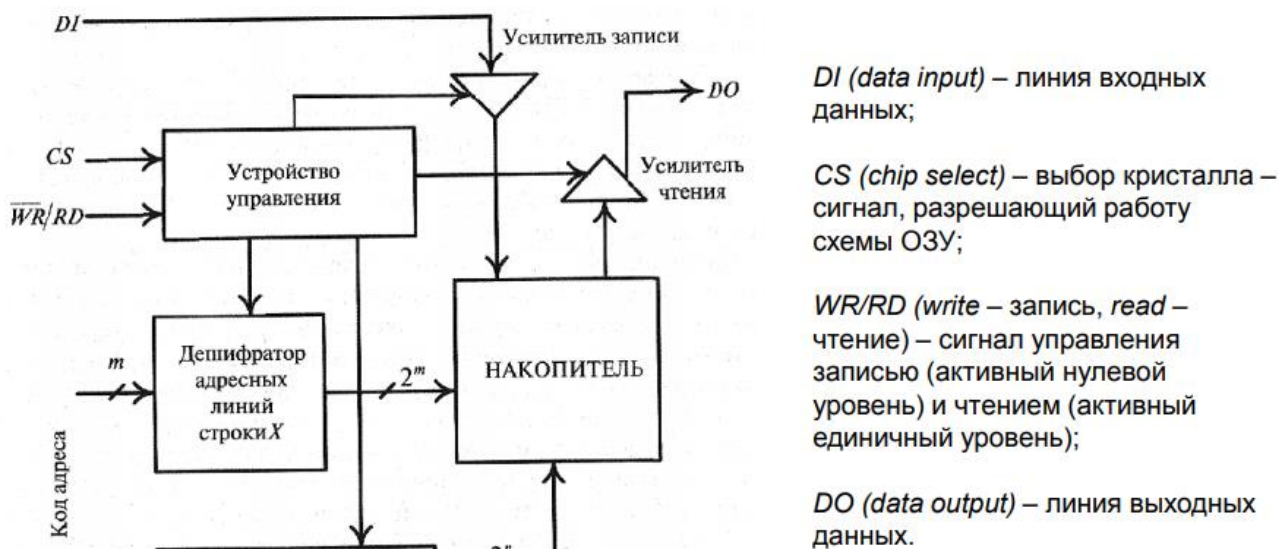 DI
Усилитель записи
DO
CS
Устройство
управления
Усилитель
чтения
WR/RD
m
Дешифратор
адресных
линий
строки X
2^m
НАКОПИТЕЛЬ
Код адреса
DI (data input) – линия входных
данных;
CS (chip select) – выбор кристалла –
сигнал, разрешающий работу
схемы ОЗУ;
WR/RD (write – запись, read –
чтение) – сигнал управления
записью (активный нулевой
уровень) и чтением (активный
единичный уровень);
DO (data output) – линия выходных
данных.